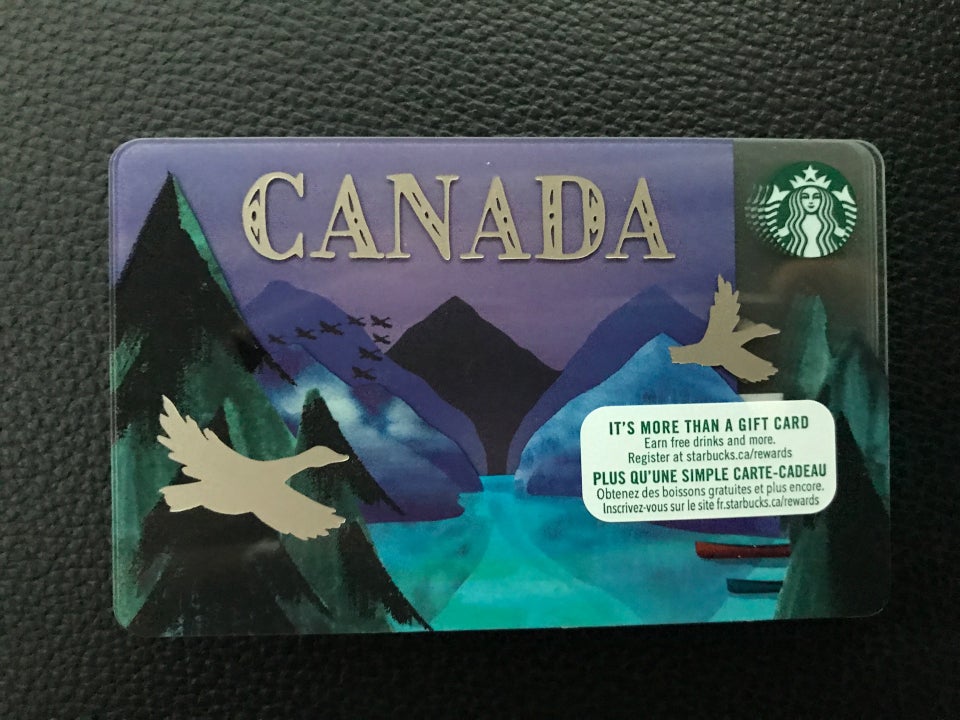 CANADA
IT'S MORE THAN A GIFT CARD
Earn free drinks and more.
Register at starbucks.ca/rewards
PLUS QU'UNE SIMPLE CARTE-CADEAU
Obtenez des boissons gratuites et plus encore.
Inscrivez-vous sur le site fr.starbucks.ca/rewards